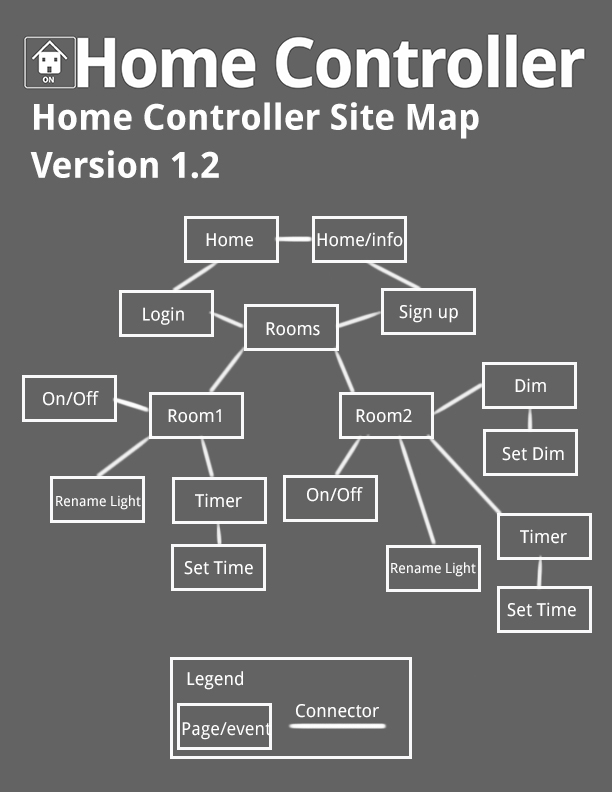 ON
Home Controller
Home Controller Site Map
Version 1.2
Home
Home/info
Login
Rooms
Sign up
On/Off
Room1
Room2
Dim
Set Dim
Rename Light
Timer
On/Off
Set Time
Rename Light
Timer
Set Time
Legend
Page/event
Connector